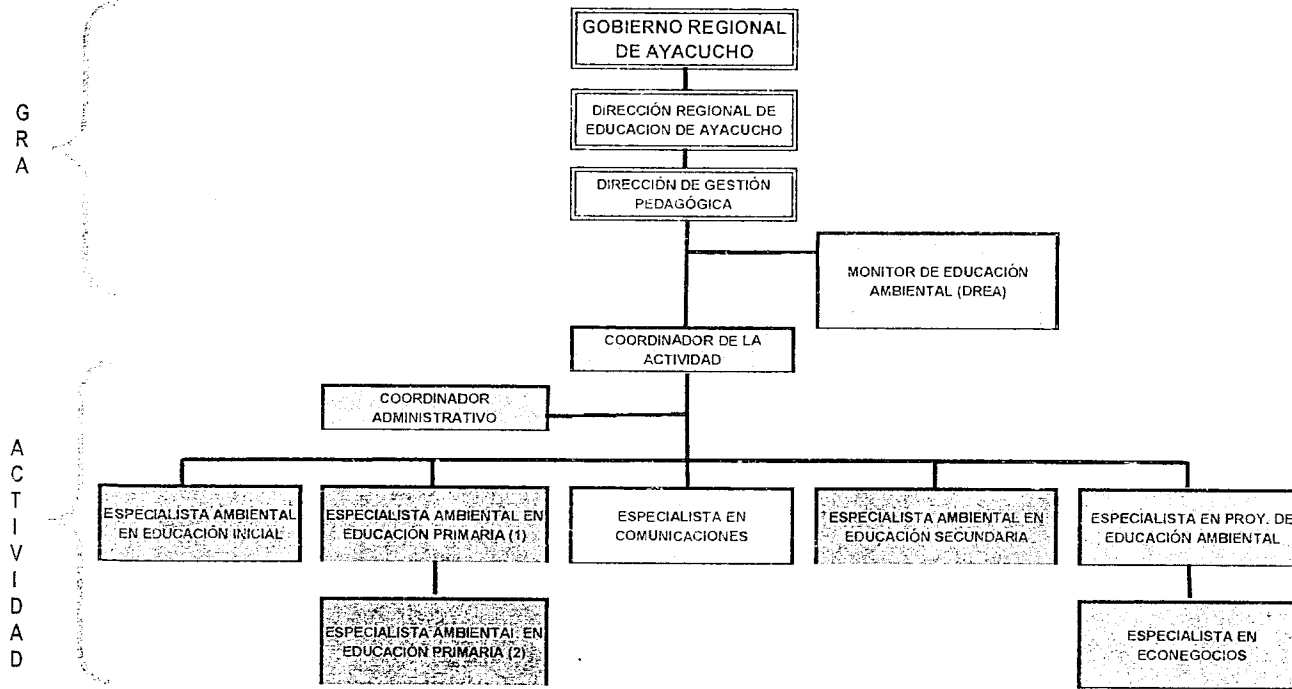 GOBIERNO REGIONAL
DE AYACUCHO
DIRECCIÓN REGIONAL DE
EDUCACION DE AYACUCHO
DIRECCIÓN DE GESTIÓN
PEDAGÓGICA
GRA
MONITOR DE EDUCACIÓN
AMBIENTAL (DREA)
COORDINADOR DE LA
ACTIVIDAD
COORDINADOR
ADMINISTRATIVO
ACTIVIDAD
ESPECIALISTA AMBIENTAL
EN EDUCACIÓN INICIAL
ESPECIALISTA AMBIENTAL EN
EDUCACIÓN PRIMARIA (1)
ESPECIALISTA EN
COMUNICACIONES
ESPECIALISTA AMBIENTAL EN
EDUCACIÓN SECUNDARIA
ESPECIALISTA EN PROY. DE
EDUCACIÓN AMBIENTAL
ESPECIALISTA AMBIENTAL EN
EDUCACIÓN PRIMARIA (2)
ESPECIALISTA EN
ECONEGOCIOS